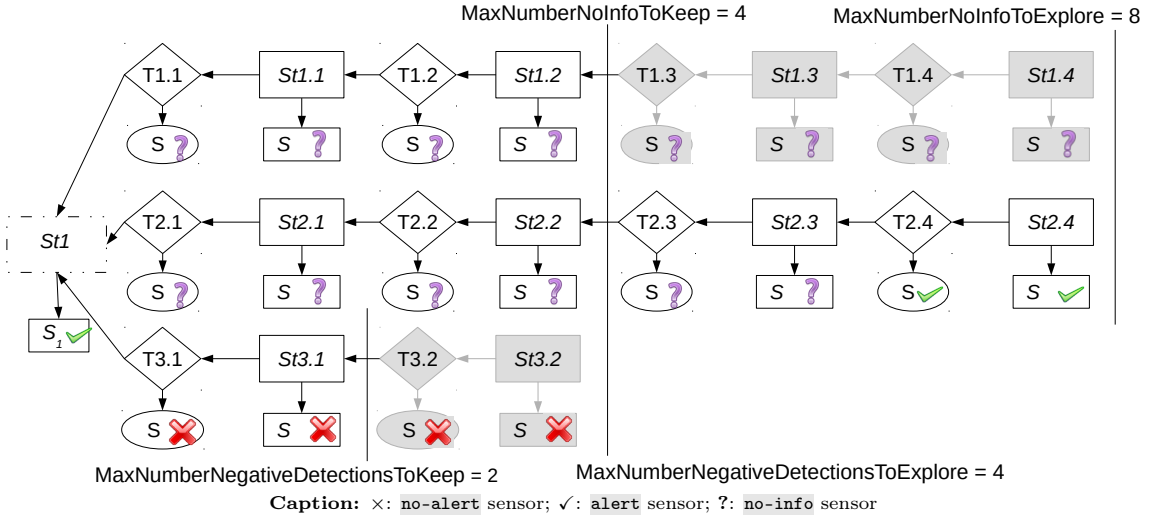 MaxNumberNoInfoToKeep = 4
MaxNumberNoInfoToExplore = 8
T1.1 St1.1 T1.2 St1.2 T1.3 St1.3 T1.4 St1.4
S ? S ? S ? S ? S ? S ? S ? S ?
T2.1 St2.1 T2.2 St2.2 T2.3 St2.3 T2.4 St2.4
St1
S ? S ? S ? S ? S ? S ? S ✓ S ✓
S1 ✓
T3.1 St3.1 T3.2 St3.2
S × S × S × S ×
MaxNumberNegativeDetectionsToKeep = 2
MaxNumberNegativeDetectionsToExplore = 4
Caption: ×: no-alert sensor; ✓: alert sensor; ?: no-info sensor